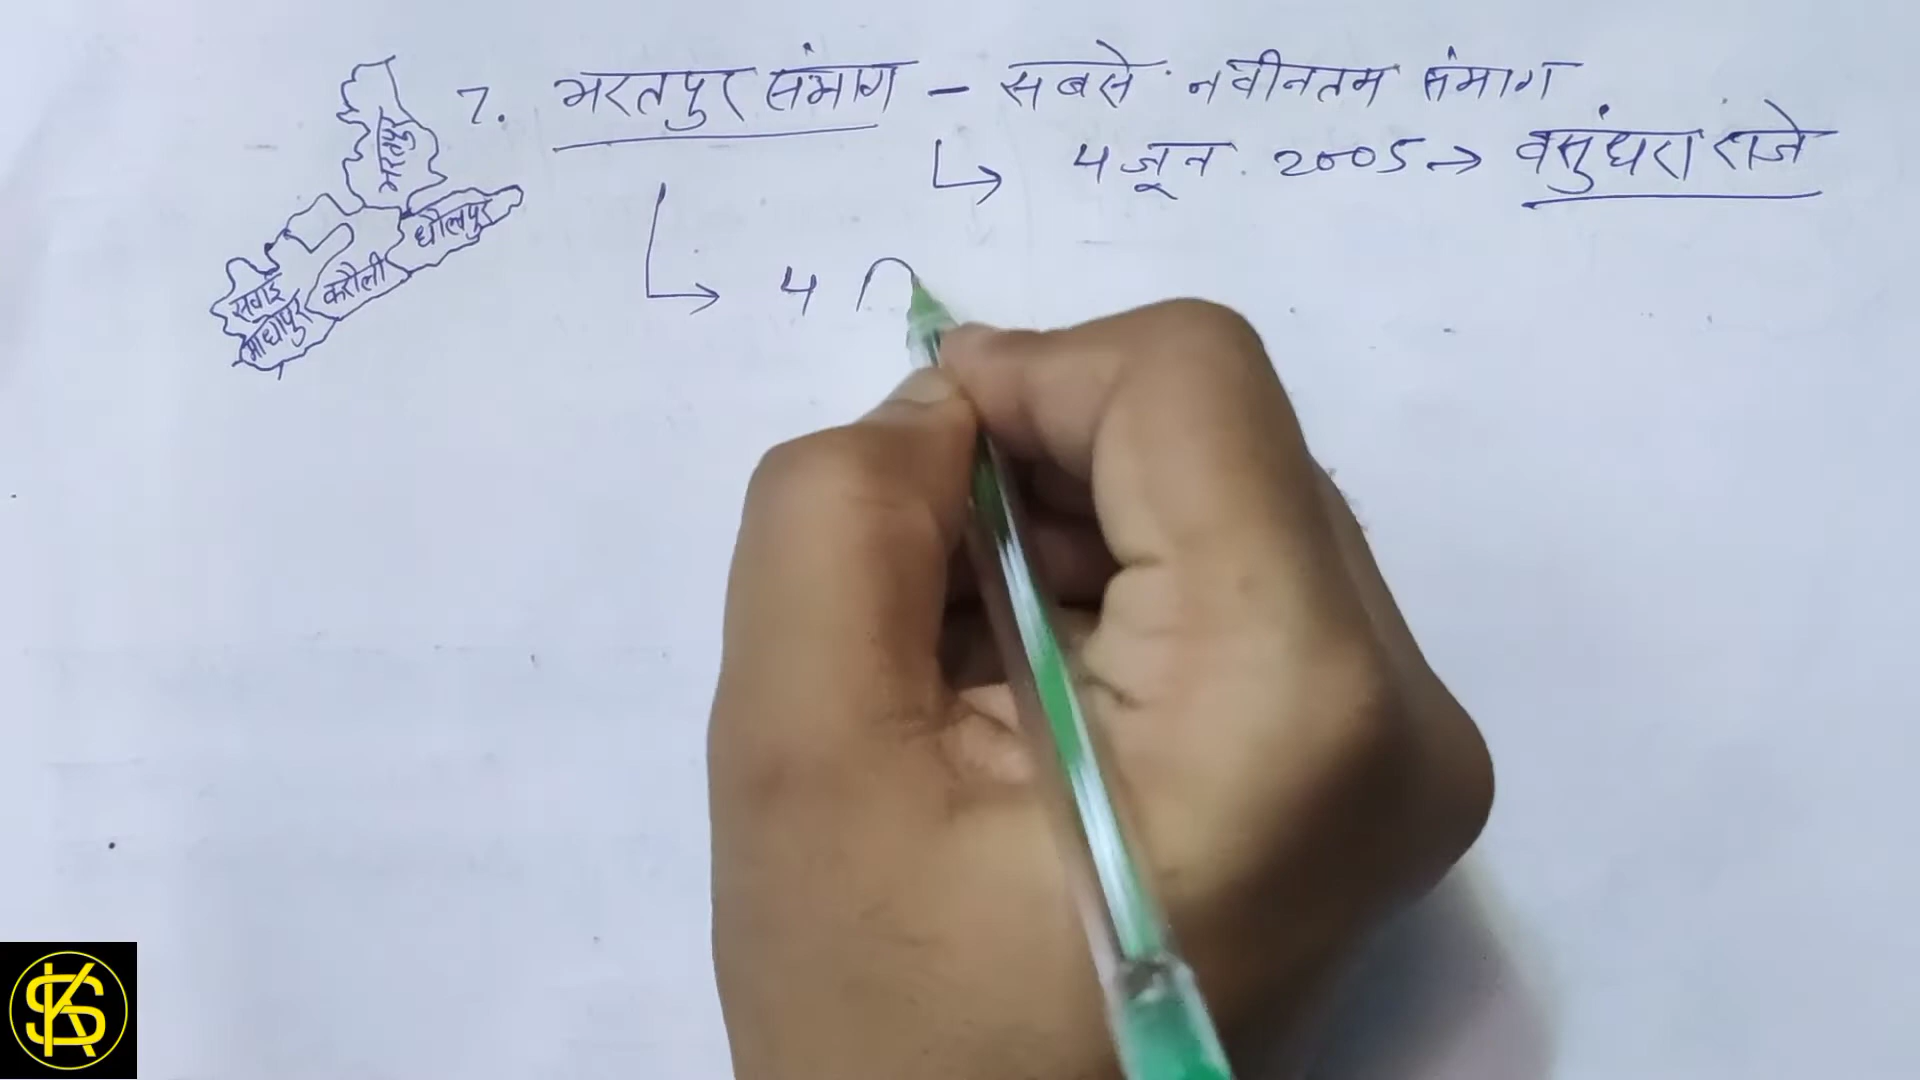 7. भरतपुर संभाग - सबसे नवीनतम संभाग
↳ 4 जून 2005 → वसुंधरा राजे
↳ 4
भरतपुर
धौलपुर
करौली
सवाई
माधोपुर